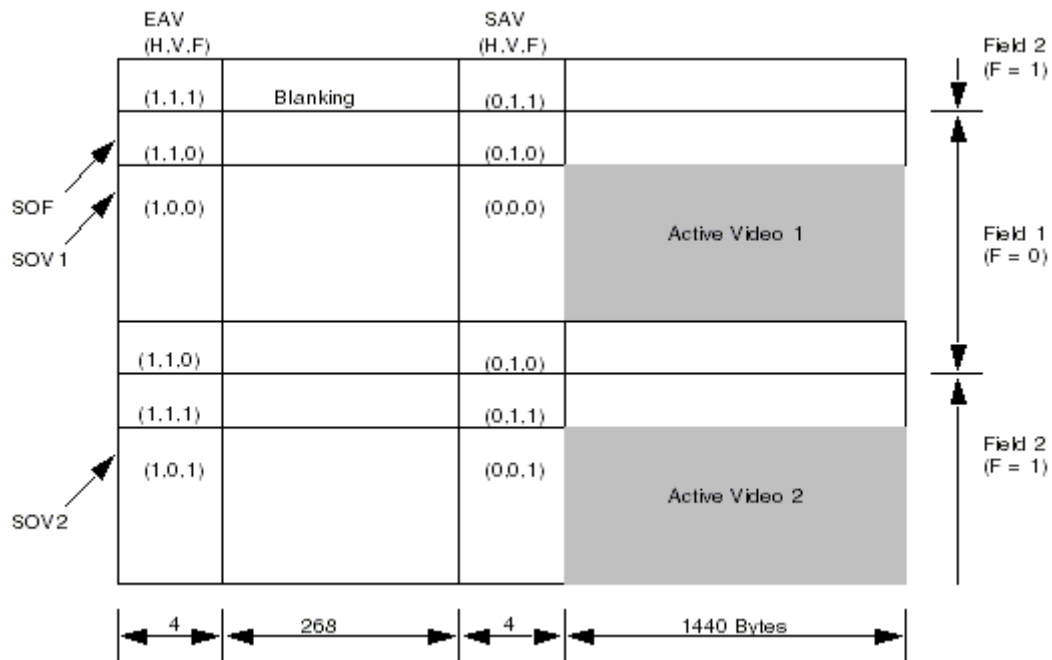 EAV
(H.V.F)
SAV
(H.V.F)
Field 2
(F = 1)
(1,1,1)
Blanking
(0,1,1)
(1,1,0)
(0,1,0)
SOF
(1,0,0)
(0,0,0)
Active Video 1
Field 1
(F = 0)
SOV1
(1,1,0)
(0,1,0)
(1,1,1)
(0,1,1)
Field 2
(F = 1)
(1,0,1)
(0,0,1)
Active Video 2
SOV2
4
268
4
1440 Bytes